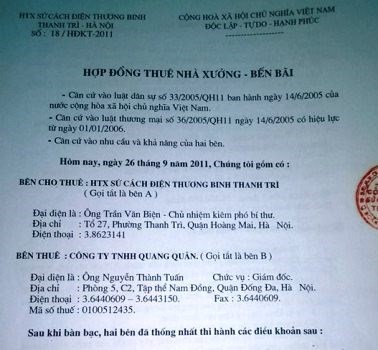 HTX SỨ CÁCH ĐIỆN THƯƠNG BINH
THANH TRÌ - HÀ NỘI
SỐ : 18 / HĐKT-2011
CỘNG HOÀ XÃ HỘI CHỦ NGHĨA VIỆT NAM
ĐỘC LẬP - TỰ DO - HẠNH PHÚC
HỢP ĐỒNG THUÊ NHÀ XƯỞNG - BẾN BÃI
- Căn cứ vào luật dân sự số 33/2005/QH11 ban hành ngày 14/6/2005 của
nước cộng hòa xã hội chủ nghĩa Việt Nam.
- Căn cứ vào luật thương mại số 36/2005/QH11 ngày 14/6/2005 có hiệu lực
từ ngày 01/01/2006.
- Căn cứ vào nhu cầu và khả năng của hai bên.
Hôm nay, ngày 26 tháng 9 năm 2011, Chúng tôi gồm có :
BÊN CHO THUÊ : HTX SỨ CÁCH ĐIỆN THƯƠNG BINH THANH TRÌ
( Gọi tắt là bên A )
Đại diện là : Ông Trần Văn Biện - Chủ nhiệm kiêm phó bí thư.
Địa chỉ : Tổ 27, Phường Thanh Trì, Quận Hoàng Mai, Hà Nội.
Điện thoại : 3.8623141
BÊN THUÊ : CÔNG TY TNHH QUANG QUÂN. ( Gọi tắt là bên B )
Đại diện là : Ông Nguyễn Thành Tuấn Chức vụ : Giám đốc.
Địa chỉ : Phòng 5, C2, Tập thể Nam Đồng, Quận Đống Đa, Hà Nội.
Điện thoại : 3.6440609 - 3.6443150. Fax : 3.6440609.
Mã số thuế : 0100512435.
Sau khi bàn bạc, hai bên đã thống nhất thi hành các điều khoản sau :